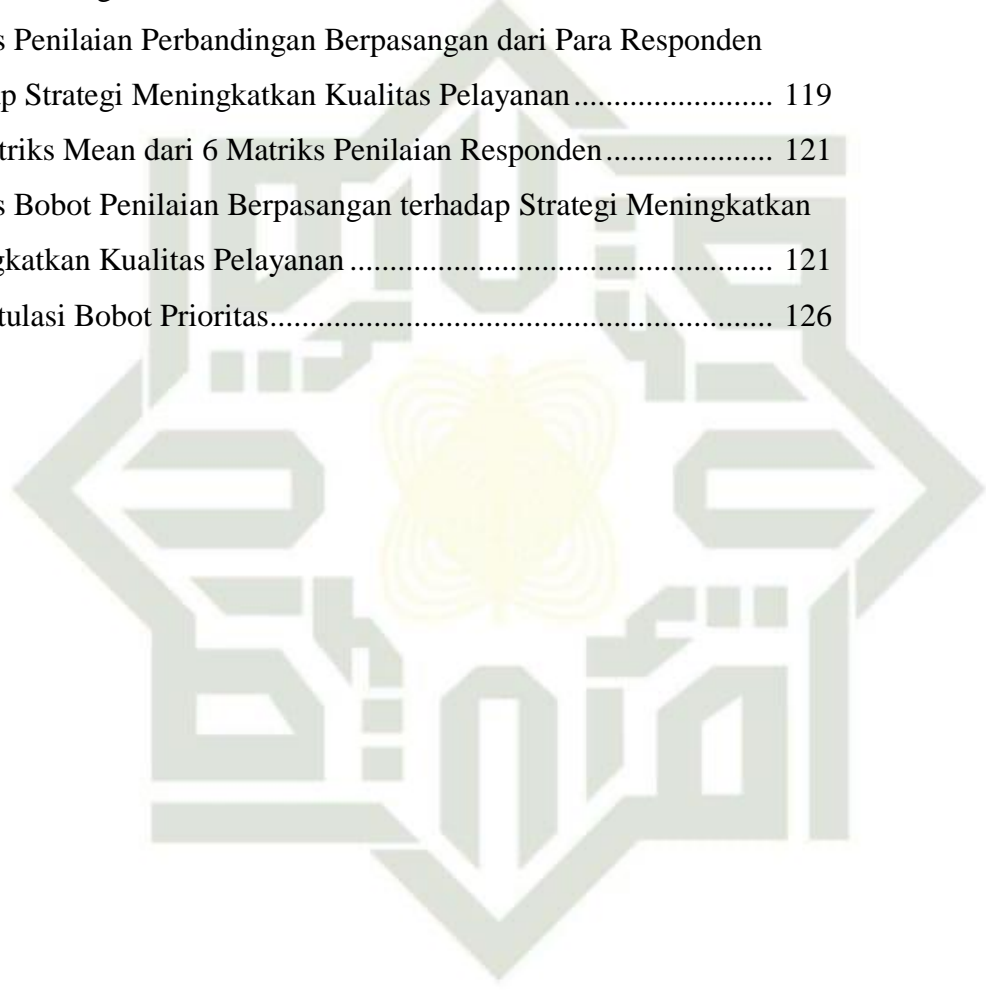 s Penilaian Perbandingan Berpasangan dari Para Responden
p Strategi Meningkatkan Kualitas Pelayanan........................ 119
triks Mean dari 6 Matriks Penilaian Responden..................... 121
s Bobot Penilaian Berpasangan terhadap Strategi Meningkatkan
gkatkan Kualitas Pelayanan ..................................................... 121
tulasi Bobot Prioritas............................................................... 126